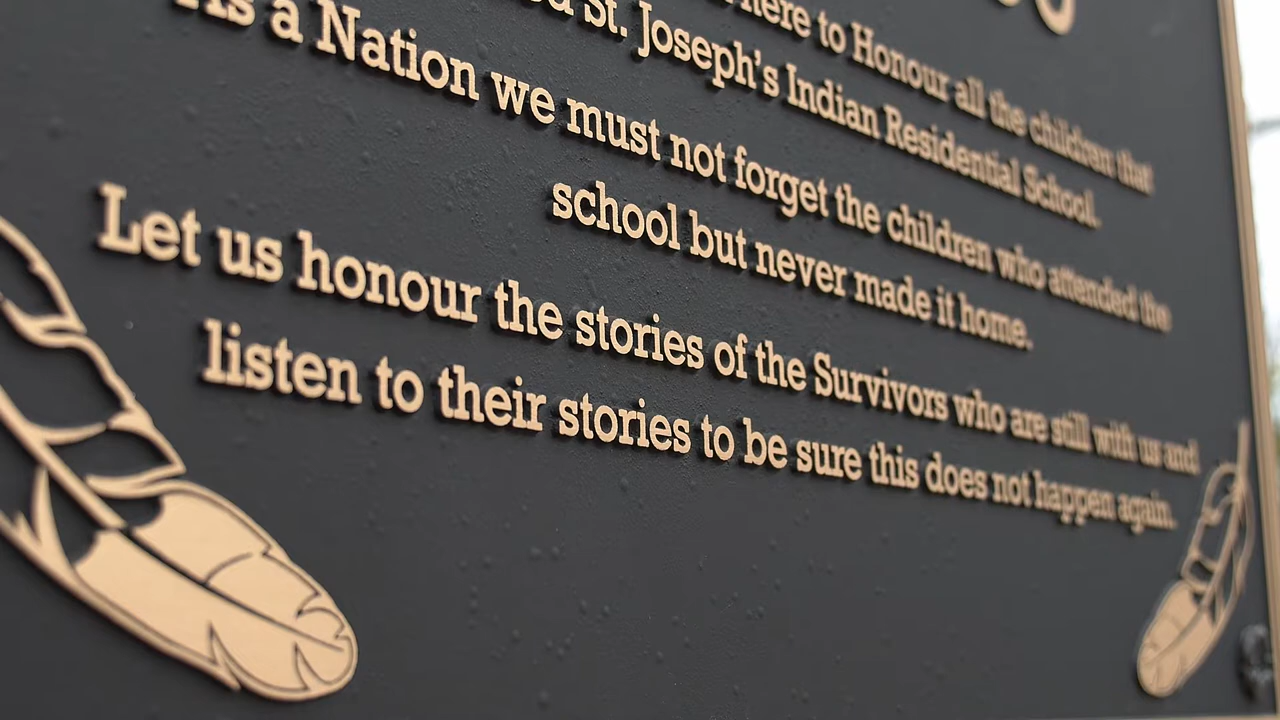 here to Honour all the children that
St. Joseph's Indian Residential School.
As a Nation we must not forget the children who attended the
school but never made it home.
Let us honour the stories of the Survivors who are still with us and
listen to their stories to be sure this does not happen again.